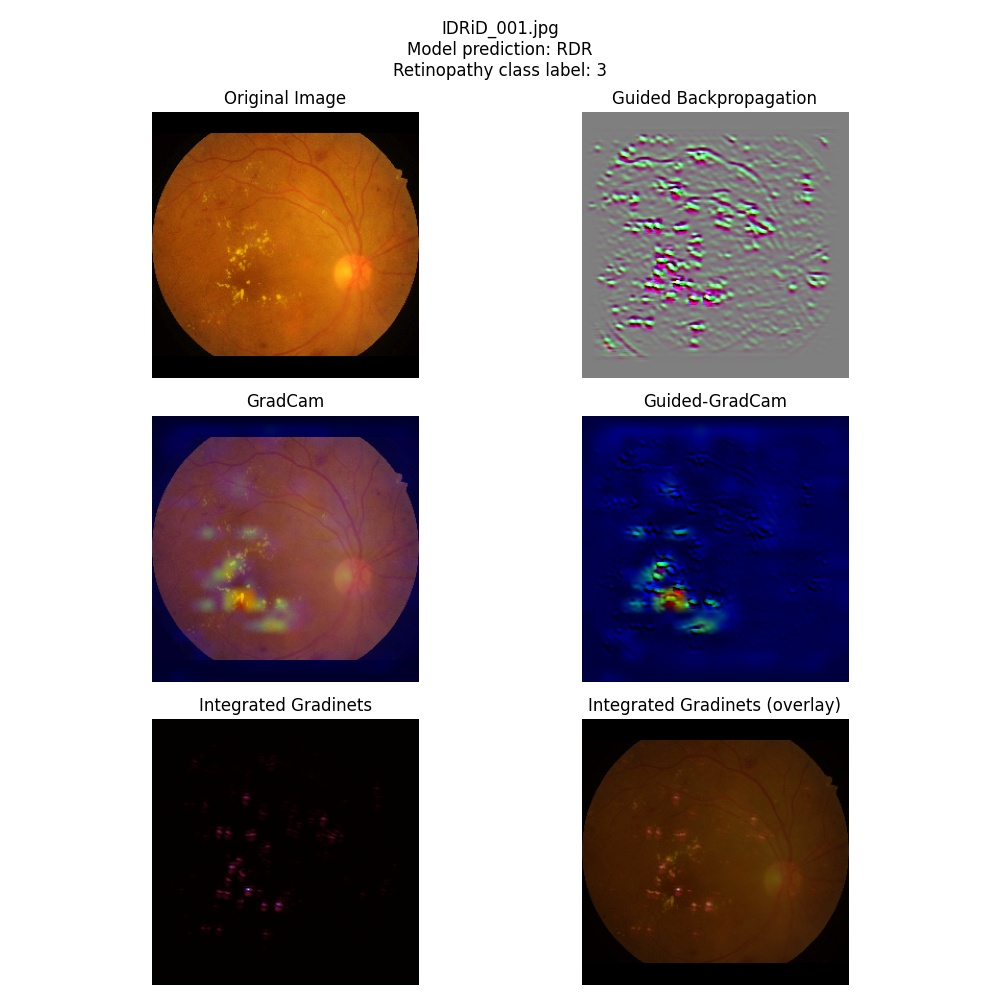 IDRiD_001.jpg
Model prediction: RDR
Retinopathy class label: 3
Original Image
Guided Backpropagation
GradCam
Guided-GradCam
Integrated Gradinets
Integrated Gradinets (overlay)